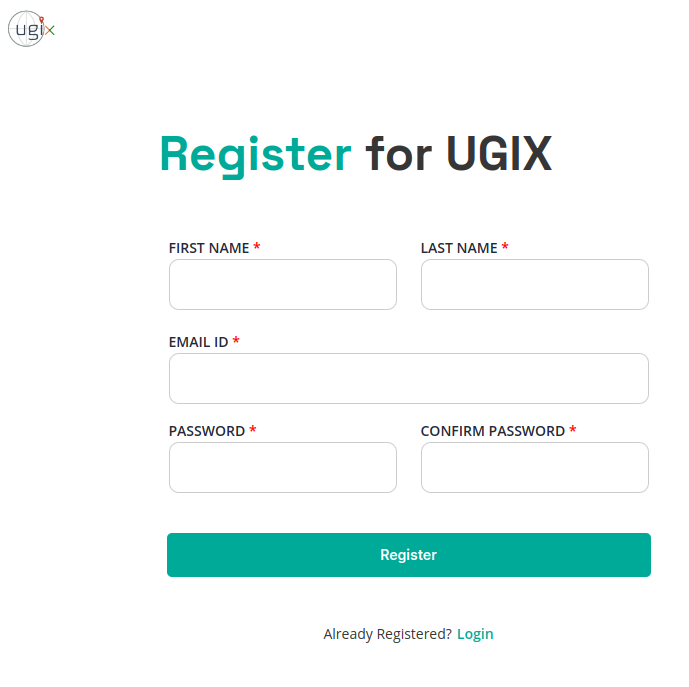 ugix
Register for UGIX
FIRST NAME * LAST NAME *
EMAIL ID *
PASSWORD * CONFIRM PASSWORD *
Register
Already Registered? Login